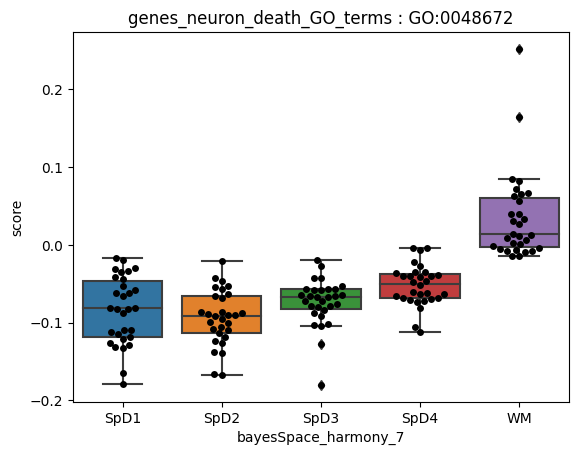 genes_neuron_death_GO_terms : GO:0048672
score
0.2
0.1
0.0
−0.1
−0.2
SpD1 SpD2 SpD3 SpD4 WM
bayesSpace_harmony_7